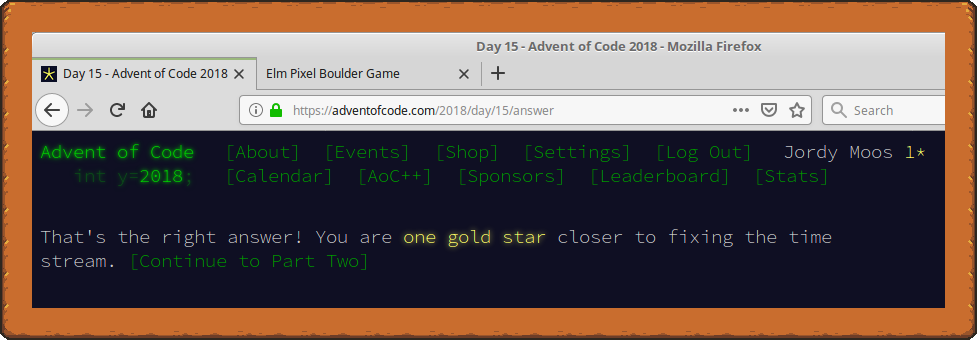 Day 15 - Advent of Code 2018 - Mozilla Firefox
Day 15 - Advent of Code 2018 Elm Pixel Boulder Game
https://adventofcode.com/2018/day/15/answer Search
Advent of Code [About] [Events] [Shop] [Settings] [Log Out] Jordy Moos 1*
int y=2018; [Calendar] [AoC++] [Sponsors] [Leaderboard] [Stats]
That's the right answer! You are one gold star closer to fixing the time
stream. [Continue to Part Two]